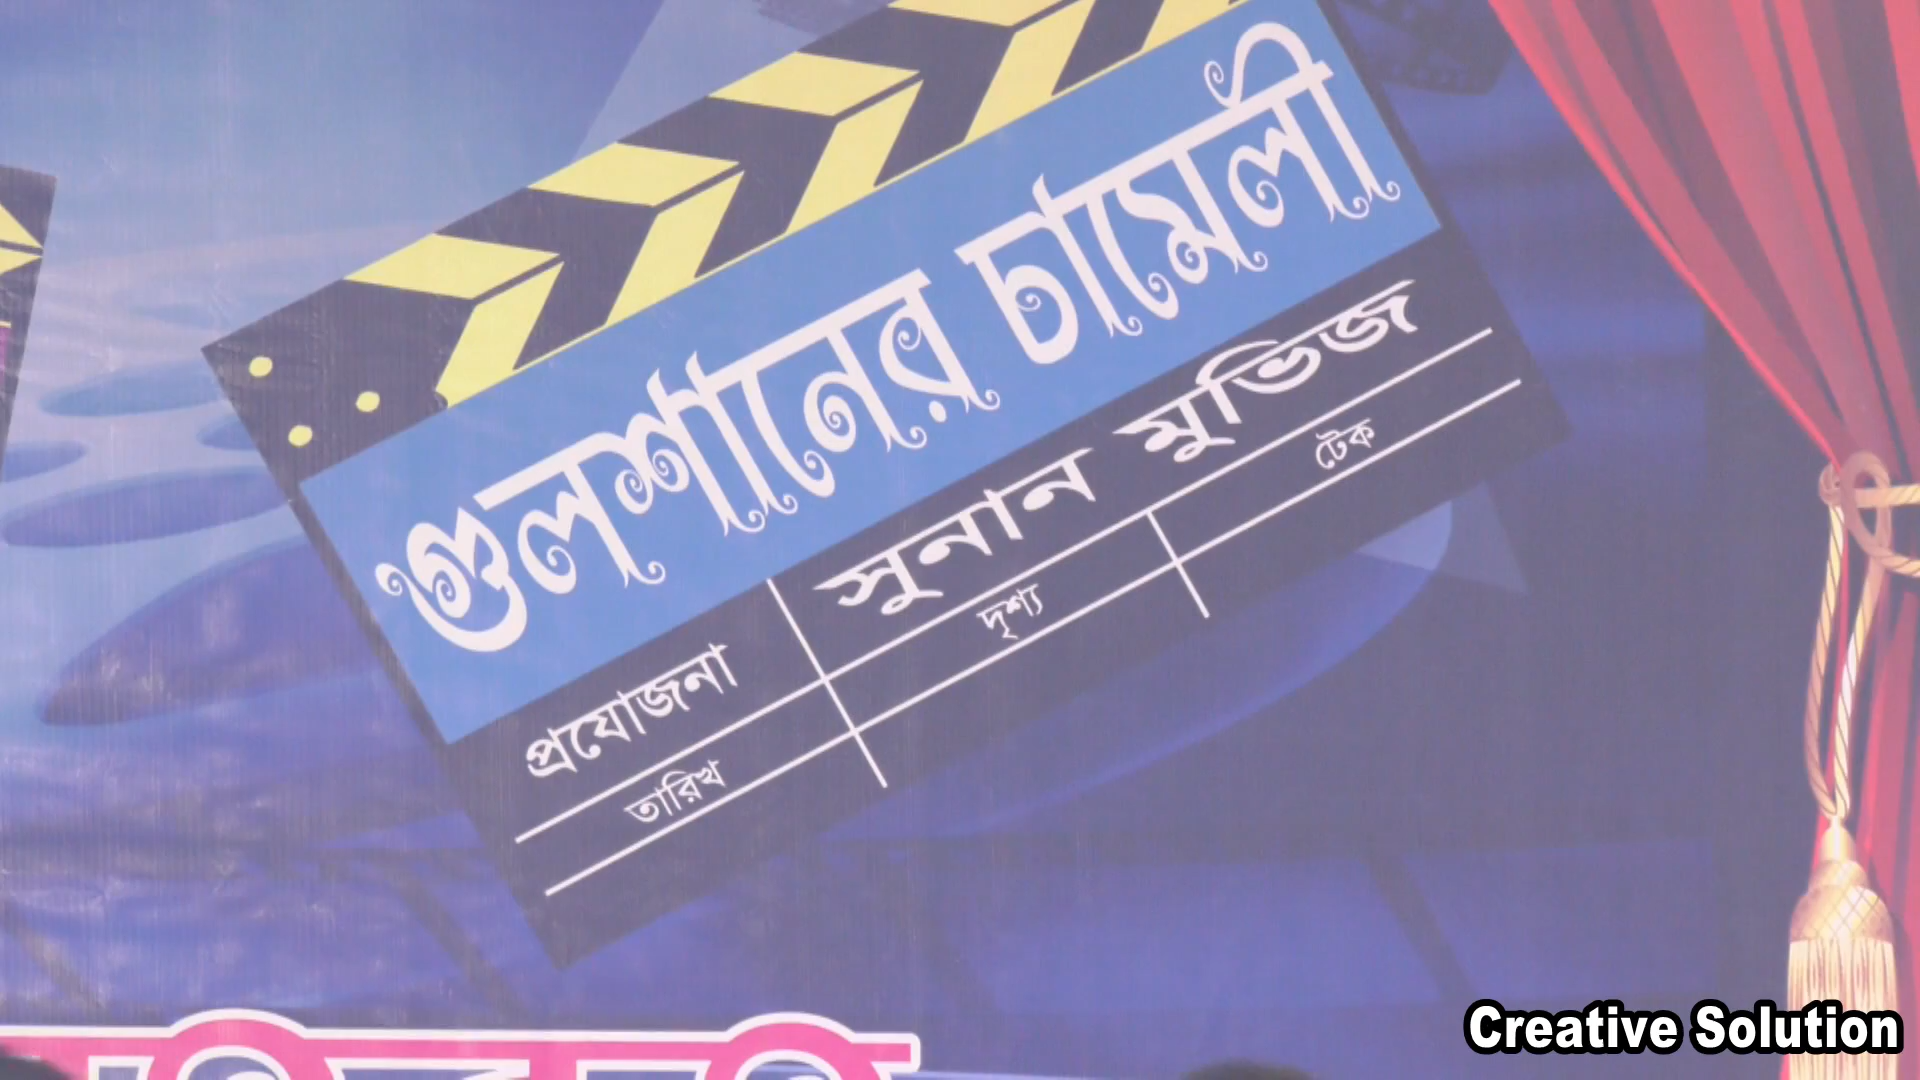 গুলশানের চামেলী
প্রযোজনা সুনান মুভিজ
তারিখ দৃশ্য টেক
Creative Solution